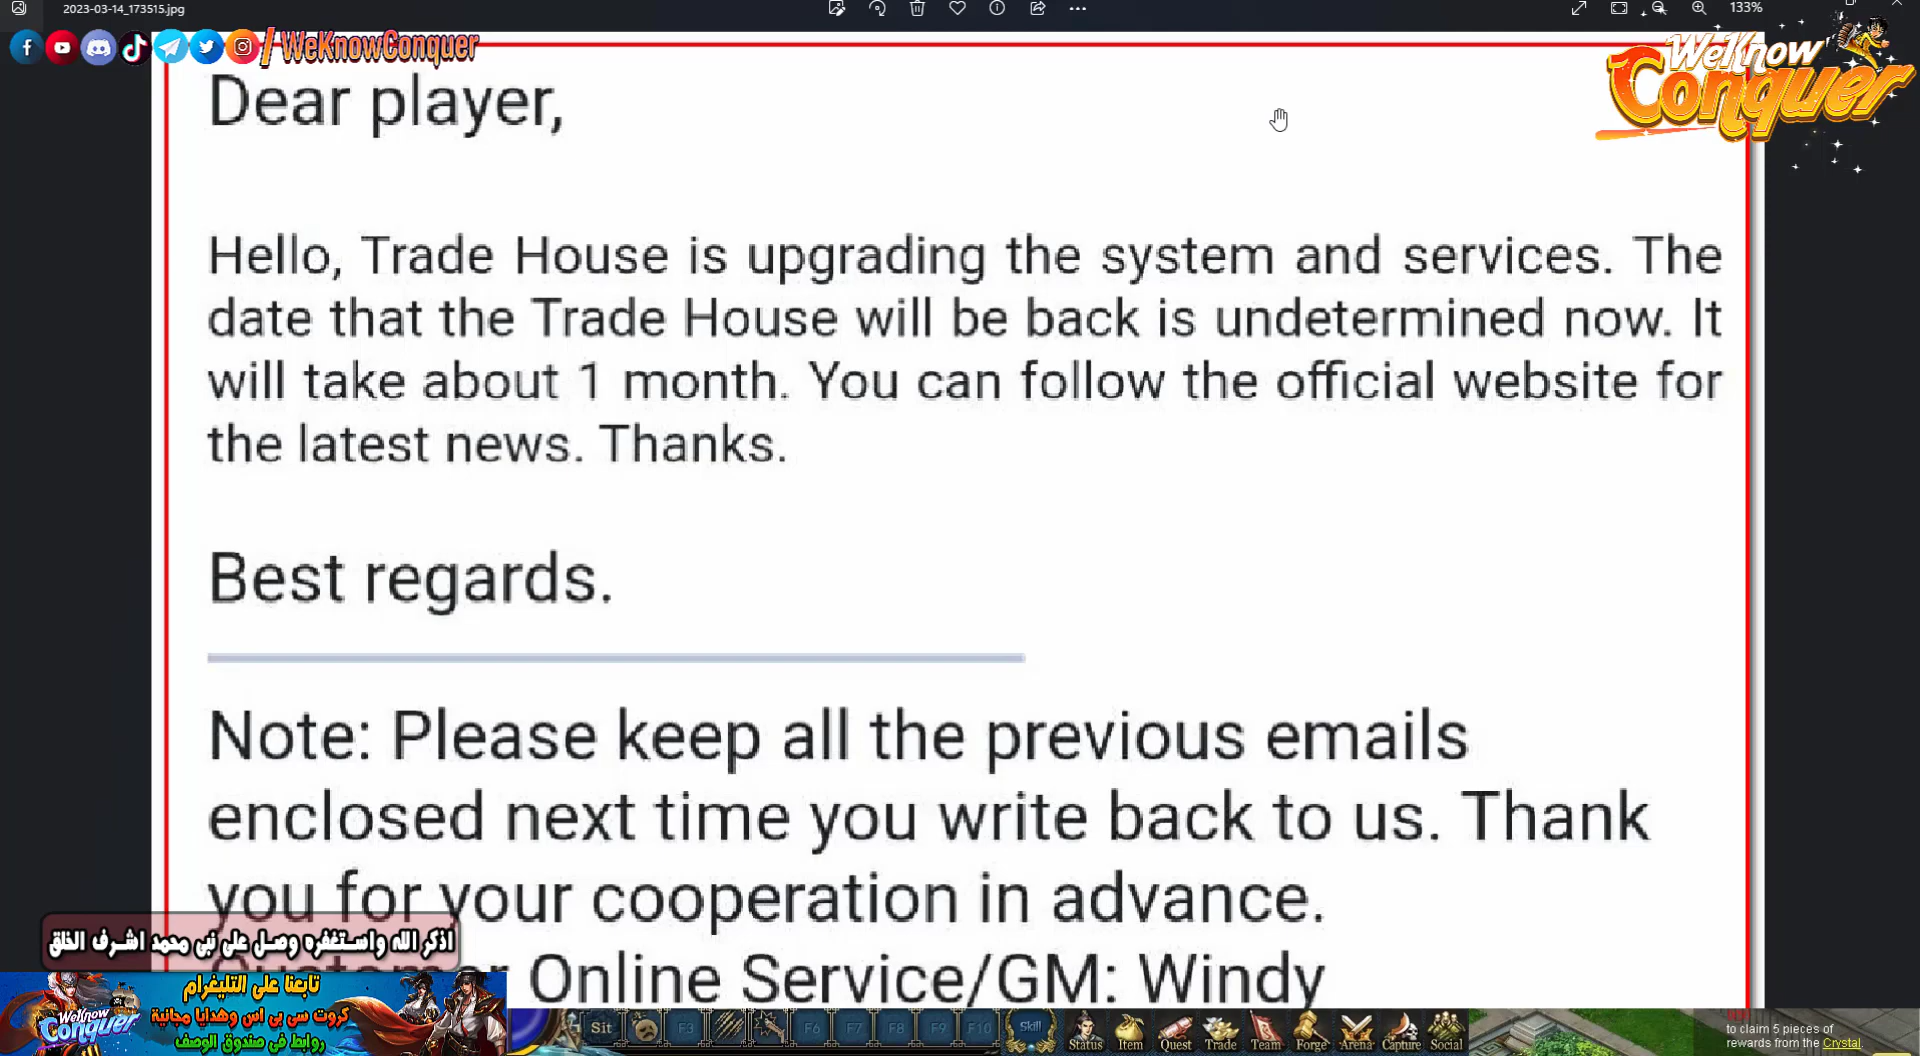 2023-03-14_173515.jpg
133%
/WeKnowConquer
WeKnow
Conquer
Dear player,
Hello, Trade House is upgrading the system and services. The
date that the Trade House will be back is undetermined now. It
will take about 1 month. You can follow the official website for
the latest news. Thanks.
Best regards.
Note: Please keep all the previous emails
enclosed next time you write back to us. Thank
you for your cooperation in advance.
Customer Online Service/GM: Windy
اذكر الله واستغفره وصل على نبي محمد اشرف الخلق
تابعنا على التليغرام
كروت سي بي اس وهدايا مجانية
روابط في صندوق الوصف
WeKnow
Conquer
Sit
F3
F6
F7
F8
F9
F10
Skill
Status
Item
Quest
Trade
Team
Forge
Arena
Capture
Social
to claim 5 pieces of
rewards from the Crystal.